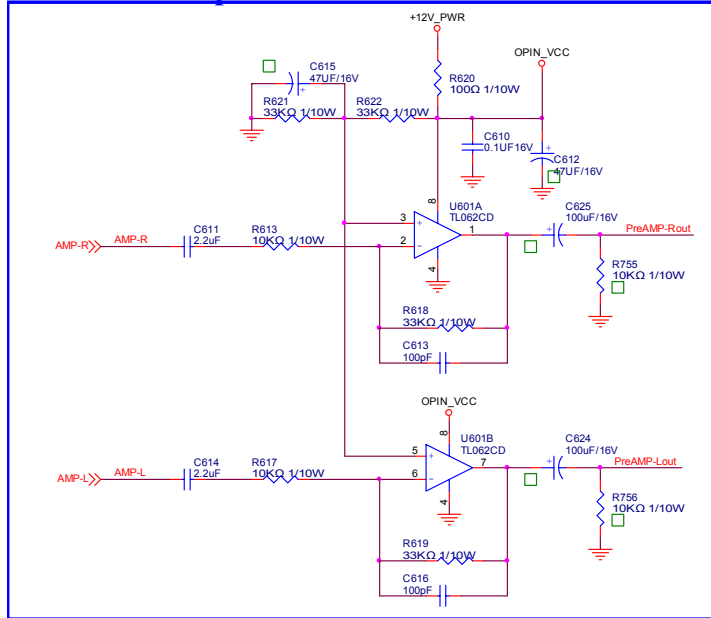 +12V_PWR
OPIN_VCC
C615
47UF/16V
R620
100Ω 1/10W
R621
33KΩ 1/10W
R622
33KΩ 1/10W
C610
0.1UF16V
C612
47UF/16V
8
U601A
TL062CD
3
+
1
2
-
4
C625
100uF/16V
PreAMP-Rout
AMP-R
AMP-R
C611
2.2uF
R613
10KΩ 1/10W
R755
10KΩ 1/10W
R618
33KΩ 1/10W
C613
100pF
OPIN_VCC
8
U601B
TL062CD
5
+
7
6
-
4
C624
100uF/16V
PreAMP-Lout
AMP-L
AMP-L
C614
2.2uF
R617
10KΩ 1/10W
R756
10KΩ 1/10W
R619
33KΩ 1/10W
C616
100pF